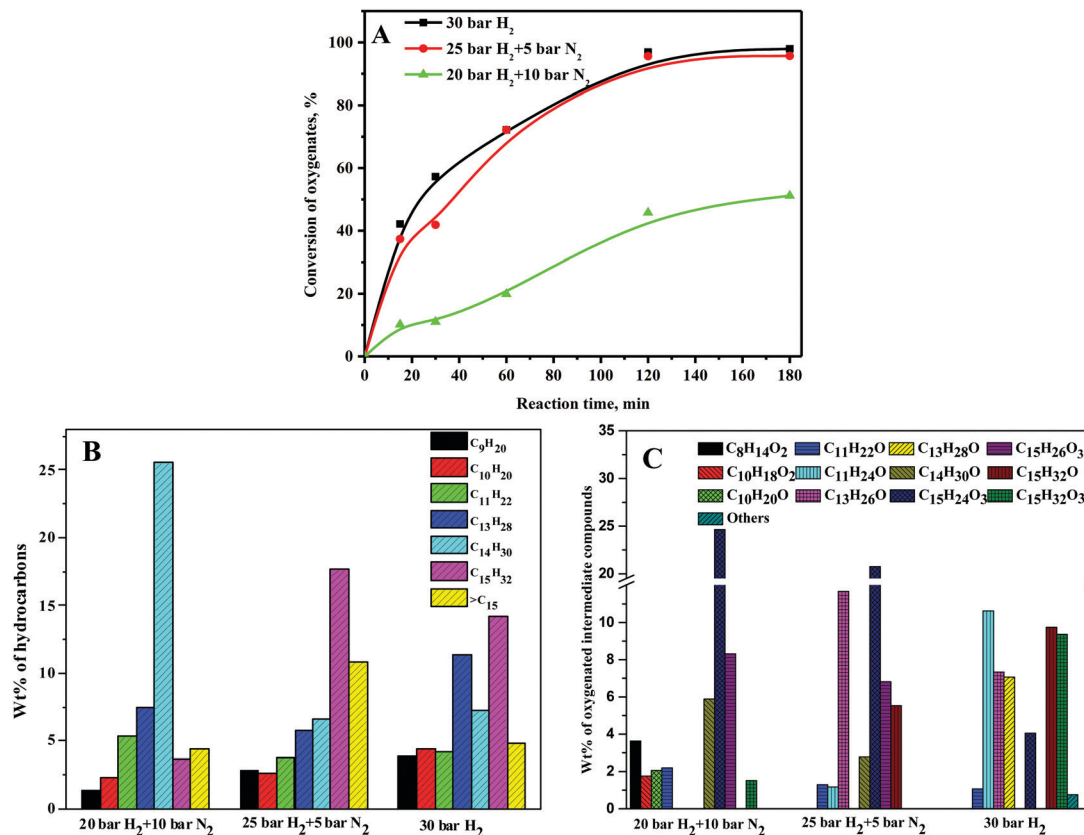 A
30 bar H2
25 bar H2+5 bar N2
20 bar H2+10 bar N2
Conversion of oxygenates, %
100
80
60
40
20
0
0 20 40 60 80 100 120 140 160 180
Reaction time, min
B
C9H20
C10H20
C11H22
C13H28
C14H30
C15H32
>C15
Wt% of hydrocarbons
25
20
15
10
5
0
20 bar H2+10 bar N2 25 bar H2+5 bar N2 30 bar H2
C
C8H14O2 C11H22O C13H28O C15H26O3
C10H18O2 C11H24O C14H30O C15H32O
C10H20O C13H26O C15H24O3 C15H32O3
Others
Wt% of oxygenated intermediate compounds
35
30
25
20
10
8
6
4
2
0
20 bar H2+10 bar N2 25 bar H2+5 bar N2 30 bar H2